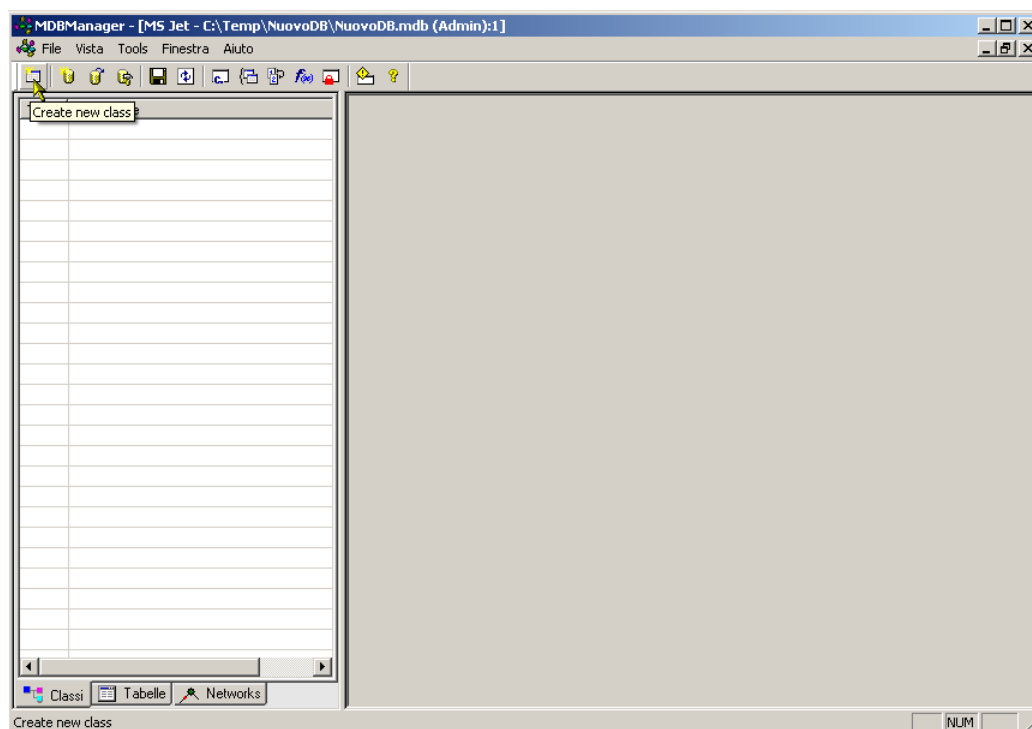 MDBManager - [MS Jet - C:\Temp\NuovoDB\NuovoDB.mdb (Admin):1]
File Vista Tools Finestra Aiuto
Create new class
Classi Tabelle Networks
Create new class NUM